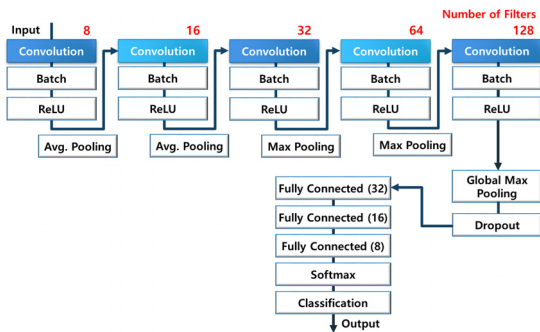 Number of Filters
Input 8 16 32 64 128
Convolution Convolution Convolution Convolution Convolution
Batch Batch Batch Batch Batch
ReLU ReLU ReLU ReLU ReLU
Avg. Pooling Avg. Pooling Max Pooling Max Pooling
Global Max
Pooling
Dropout
Fully Connected (32)
Fully Connected (16)
Fully Connected (8)
Softmax
Classification
Output